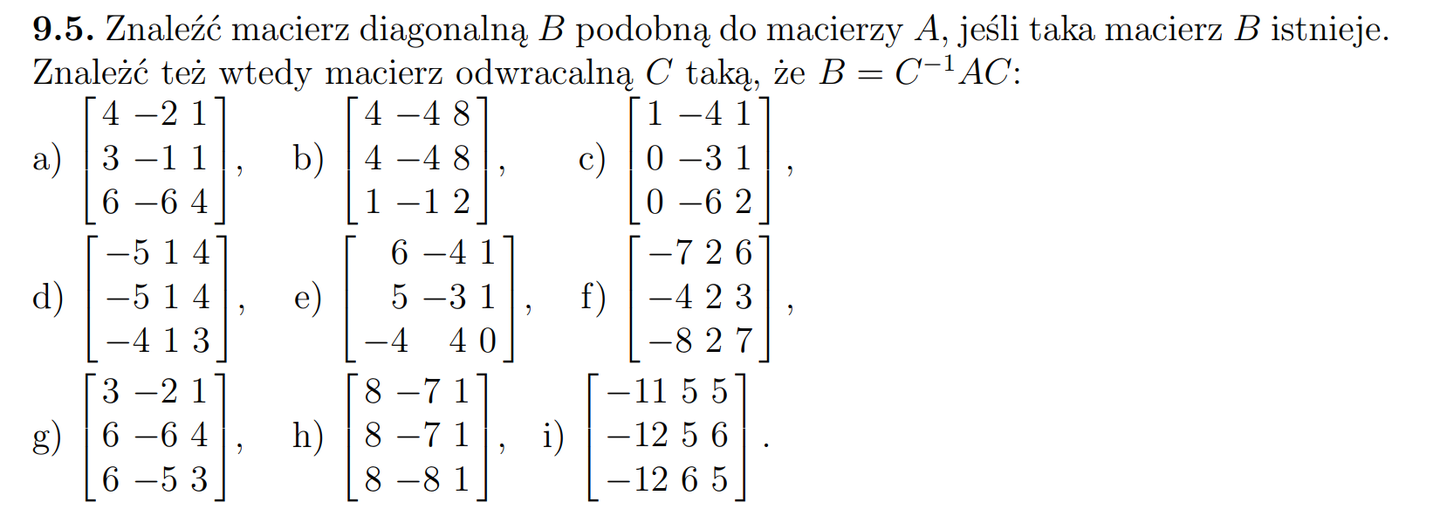 9.5. Znaleźć macierz diagonalną B podobną do macierzy A, jeśli taka macierz B istnieje.
Znależć też wtedy macierz odwracalną C taką, że B = C⁻¹AC:
a) [4 −2 1; 3 −1 1; 6 −6 4], b) [4 −4 8; 4 −4 8; 1 −1 2], c) [1 −4 1; 0 −3 1; 0 −6 2],
d) [−5 1 4; −5 1 4; −4 1 3], e) [6 −4 1; 5 −3 1; −4 4 0], f) [−7 2 6; −4 2 3; −8 2 7],
g) [3 −2 1; 6 −6 4; 6 −5 3], h) [8 −7 1; 8 −7 1; 8 −8 1], i) [−11 5 5; −12 5 6; −12 6 5].